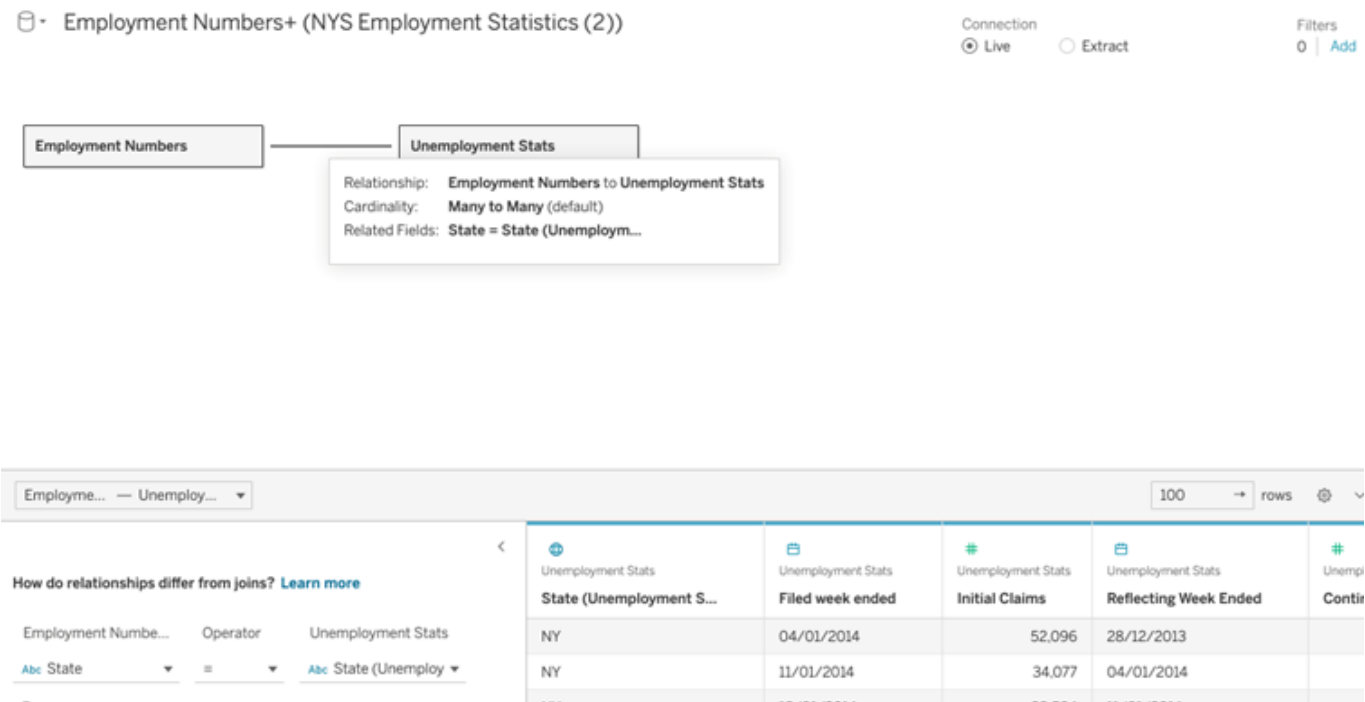 Employment Numbers+ (NYS Employment Statistics (2))
Connection
Live Extract
Filters
0 Add
Employment Numbers
Unemployment Stats
Relationship: Employment Numbers to Unemployment Stats
Cardinality: Many to Many (default)
Related Fields: State = State (Unemploym...
Employme... — Unemploy...
100 → rows
How do relationships differ from joins? Learn more
Employment Numbe... Operator Unemployment Stats
Abc State = Abc State (Unemploy
Unemployment Stats Unemployment Stats Unemployment Stats Unemployment Stats Unempl
State (Unemployment S... Filed week ended Initial Claims Reflecting Week Ended Contin
NY 04/01/2014 52,096 28/12/2013
NY 11/01/2014 34,077 04/01/2014